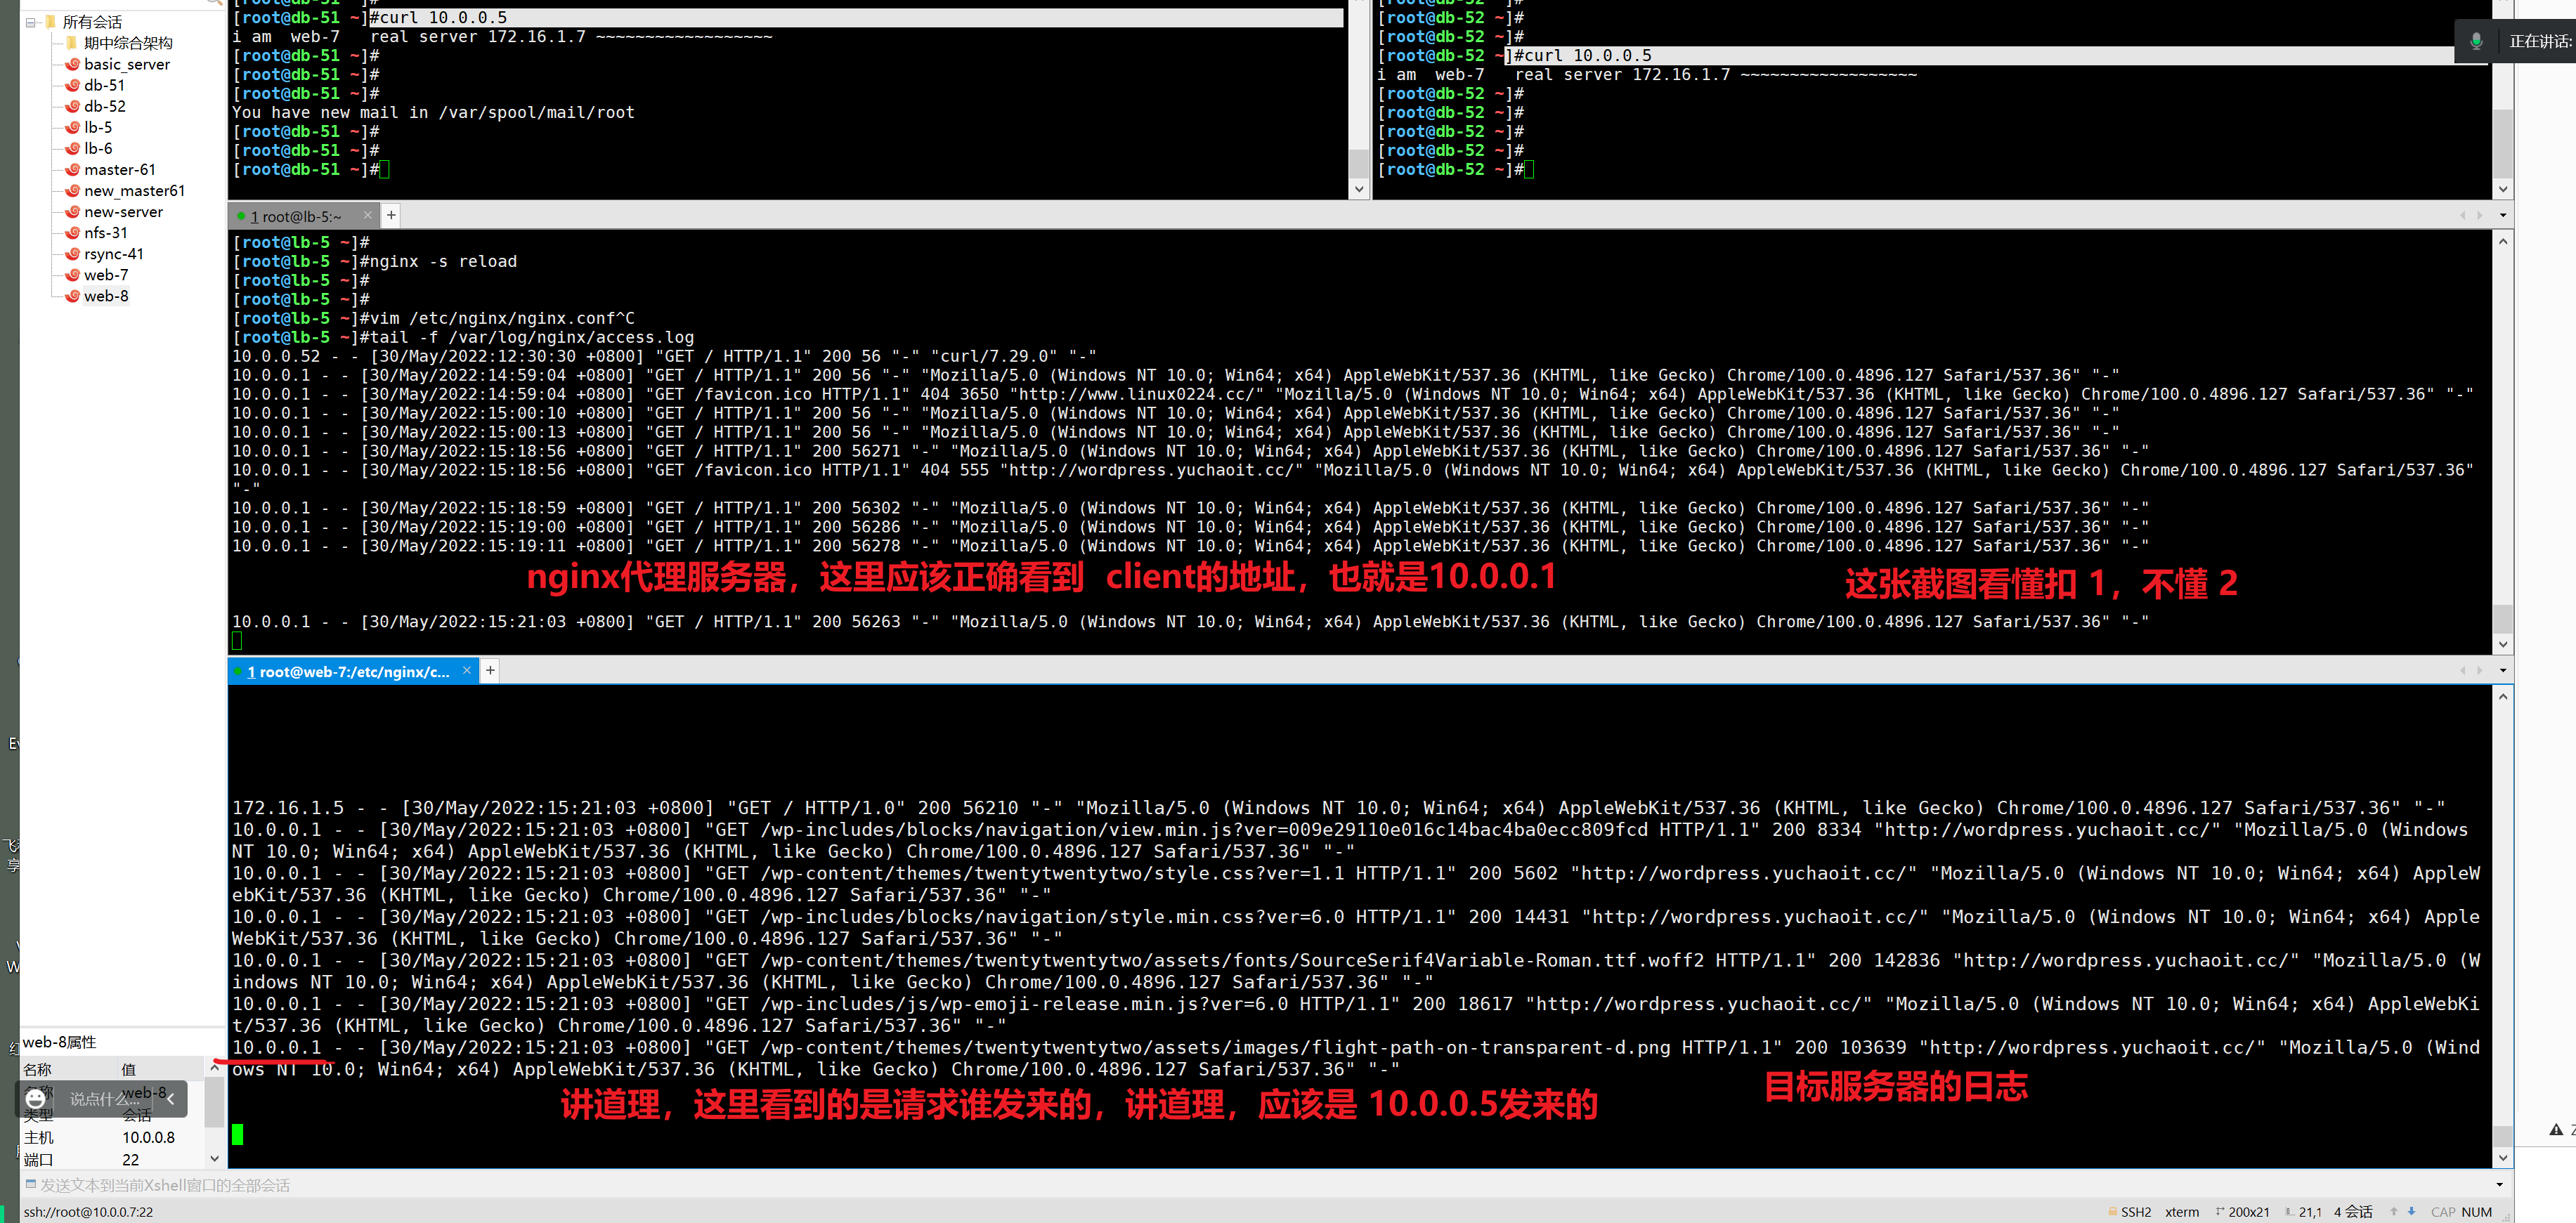 所有会话
期中综合架构
basic_server
db-51
db-52
lb-5
lb-6
master-61
new_master61
new-server
nfs-31
rsync-41
web-7
web-8
[root@db-51 ~]#
[root@db-51 ~]#curl 10.0.0.5
i am  web-7   real server 172.16.1.7 ~~~~~~~~~~~~~~~~~~
[root@db-51 ~]#
[root@db-51 ~]#
[root@db-51 ~]#
You have new mail in /var/spool/mail/root
[root@db-51 ~]#
[root@db-51 ~]#
[root@db-51 ~]#
[root@db-52 ~]#
[root@db-52 ~]#
[root@db-52 ~]#
[root@db-52 ~]#curl 10.0.0.5
i am  web-7   real server 172.16.1.7 ~~~~~~~~~~~~~~~~~~
[root@db-52 ~]#
[root@db-52 ~]#
[root@db-52 ~]#
[root@db-52 ~]#
[root@db-52 ~]#
正在讲话:
1 root@lb-5:~
[root@lb-5 ~]#
[root@lb-5 ~]#nginx -s reload
[root@lb-5 ~]#
[root@lb-5 ~]#
[root@lb-5 ~]#vim /etc/nginx/nginx.conf^C
[root@lb-5 ~]#tail -f /var/log/nginx/access.log
10.0.0.52 - - [30/May/2022:12:30:30 +0800] "GET / HTTP/1.1" 200 56 "-" "curl/7.29.0" "-"
10.0.0.1 - - [30/May/2022:14:59:04 +0800] "GET / HTTP/1.1" 200 56 "-" "Mozilla/5.0 (Windows NT 10.0; Win64; x64) AppleWebKit/537.36 (KHTML, like Gecko) Chrome/100.0.4896.127 Safari/537.36" "-"
10.0.0.1 - - [30/May/2022:14:59:04 +0800] "GET /favicon.ico HTTP/1.1" 404 3650 "http://www.linux0224.cc/" "Mozilla/5.0 (Windows NT 10.0; Win64; x64) AppleWebKit/537.36 (KHTML, like Gecko) Chrome/100.0.4896.127 Safari/537.36" "-"
10.0.0.1 - - [30/May/2022:15:00:10 +0800] "GET / HTTP/1.1" 200 56 "-" "Mozilla/5.0 (Windows NT 10.0; Win64; x64) AppleWebKit/537.36 (KHTML, like Gecko) Chrome/100.0.4896.127 Safari/537.36" "-"
10.0.0.1 - - [30/May/2022:15:00:13 +0800] "GET / HTTP/1.1" 200 56 "-" "Mozilla/5.0 (Windows NT 10.0; Win64; x64) AppleWebKit/537.36 (KHTML, like Gecko) Chrome/100.0.4896.127 Safari/537.36" "-"
10.0.0.1 - - [30/May/2022:15:18:56 +0800] "GET / HTTP/1.1" 200 56271 "-" "Mozilla/5.0 (Windows NT 10.0; Win64; x64) AppleWebKit/537.36 (KHTML, like Gecko) Chrome/100.0.4896.127 Safari/537.36" "-"
10.0.0.1 - - [30/May/2022:15:18:56 +0800] "GET /favicon.ico HTTP/1.1" 404 555 "http://wordpress.yuchaoit.cc/" "Mozilla/5.0 (Windows NT 10.0; Win64; x64) AppleWebKit/537.36 (KHTML, like Gecko) Chrome/100.0.4896.127 Safari/537.36"
"-"
10.0.0.1 - - [30/May/2022:15:18:59 +0800] "GET / HTTP/1.1" 200 56302 "-" "Mozilla/5.0 (Windows NT 10.0; Win64; x64) AppleWebKit/537.36 (KHTML, like Gecko) Chrome/100.0.4896.127 Safari/537.36" "-"
10.0.0.1 - - [30/May/2022:15:19:00 +0800] "GET / HTTP/1.1" 200 56286 "-" "Mozilla/5.0 (Windows NT 10.0; Win64; x64) AppleWebKit/537.36 (KHTML, like Gecko) Chrome/100.0.4896.127 Safari/537.36" "-"
10.0.0.1 - - [30/May/2022:15:19:11 +0800] "GET / HTTP/1.1" 200 56278 "-" "Mozilla/5.0 (Windows NT 10.0; Win64; x64) AppleWebKit/537.36 (KHTML, like Gecko) Chrome/100.0.4896.127 Safari/537.36" "-"
nginx代理服务器，这里应该正确看到  client的地址，也就是10.0.0.1
这张截图看懂扣 1，不懂 2
10.0.0.1 - - [30/May/2022:15:21:03 +0800] "GET / HTTP/1.1" 200 56263 "-" "Mozilla/5.0 (Windows NT 10.0; Win64; x64) AppleWebKit/537.36 (KHTML, like Gecko) Chrome/100.0.4896.127 Safari/537.36" "-"
1 root@web-7:/etc/nginx/c...
172.16.1.5 - - [30/May/2022:15:21:03 +0800] "GET / HTTP/1.0" 200 56210 "-" "Mozilla/5.0 (Windows NT 10.0; Win64; x64) AppleWebKit/537.36 (KHTML, like Gecko) Chrome/100.0.4896.127 Safari/537.36" "-"
10.0.0.1 - - [30/May/2022:15:21:03 +0800] "GET /wp-includes/blocks/navigation/view.min.js?ver=009e29110e016c14bac4ba0ecc809fcd HTTP/1.1" 200 8334 "http://wordpress.yuchaoit.cc/" "Mozilla/5.0 (Windows
NT 10.0; Win64; x64) AppleWebKit/537.36 (KHTML, like Gecko) Chrome/100.0.4896.127 Safari/537.36" "-"
10.0.0.1 - - [30/May/2022:15:21:03 +0800] "GET /wp-content/themes/twentytwentytwo/style.css?ver=1.1 HTTP/1.1" 200 5602 "http://wordpress.yuchaoit.cc/" "Mozilla/5.0 (Windows NT 10.0; Win64; x64) AppleW
ebKit/537.36 (KHTML, like Gecko) Chrome/100.0.4896.127 Safari/537.36" "-"
10.0.0.1 - - [30/May/2022:15:21:03 +0800] "GET /wp-includes/blocks/navigation/style.min.css?ver=6.0 HTTP/1.1" 200 14431 "http://wordpress.yuchaoit.cc/" "Mozilla/5.0 (Windows NT 10.0; Win64; x64) Apple
WebKit/537.36 (KHTML, like Gecko) Chrome/100.0.4896.127 Safari/537.36" "-"
10.0.0.1 - - [30/May/2022:15:21:03 +0800] "GET /wp-content/themes/twentytwentytwo/assets/fonts/SourceSerif4Variable-Roman.ttf.woff2 HTTP/1.1" 200 142836 "http://wordpress.yuchaoit.cc/" "Mozilla/5.0 (W
indows NT 10.0; Win64; x64) AppleWebKit/537.36 (KHTML, like Gecko) Chrome/100.0.4896.127 Safari/537.36" "-"
10.0.0.1 - - [30/May/2022:15:21:03 +0800] "GET /wp-includes/js/wp-emoji-release.min.js?ver=6.0 HTTP/1.1" 200 18617 "http://wordpress.yuchaoit.cc/" "Mozilla/5.0 (Windows NT 10.0; Win64; x64) AppleWebKi
t/537.36 (KHTML, like Gecko) Chrome/100.0.4896.127 Safari/537.36" "-"
10.0.0.1 - - [30/May/2022:15:21:03 +0800] "GET /wp-content/themes/twentytwentytwo/assets/images/flight-path-on-transparent-d.png HTTP/1.1" 200 103639 "http://wordpress.yuchaoit.cc/" "Mozilla/5.0 (Wind
ows NT 10.0; Win64; x64) AppleWebKit/537.36 (KHTML, like Gecko) Chrome/100.0.4896.127 Safari/537.36" "-"
讲道理，这里看到的是请求谁发来的，讲道理，应该是 10.0.0.5发来的
目标服务器的日志
web-8属性
名称 值
名称 web-8
说点什么...
类型 会话
主机 10.0.0.8
端口 22
发送文本到当前Xshell窗口的全部会话
ssh://root@10.0.0.7:22
SSH2 xterm 200x21 21,1 4 会话 CAP NUM